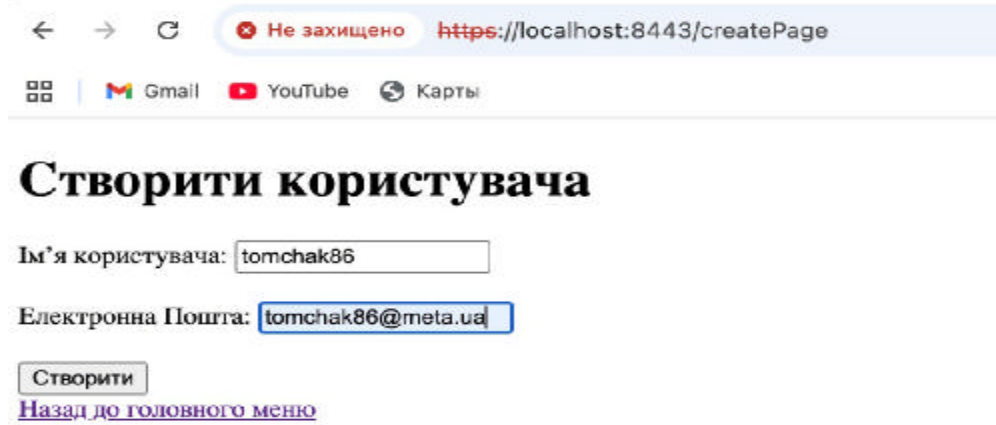 Не захищено https://localhost:8443/createPage
Gmail YouTube Карты
Створити користувача
Ім’я користувача: tomchak86
Електронна Пошта: tomchak86@meta.ua
Створити
Назад до головного меню